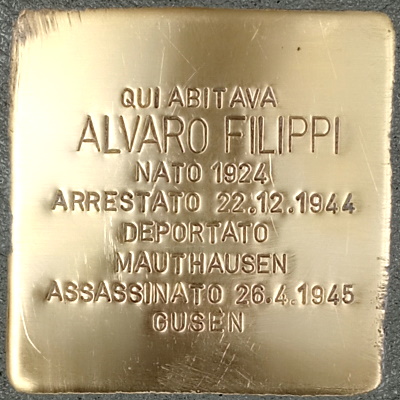 QUI ABITAVA
ALVARO FILIPPI
NATO 1924
ARRESTATO 22.12.1944
DEPORTATO
MAUTHAUSEN
ASSASSINATO 26.4.1945
GUSEN